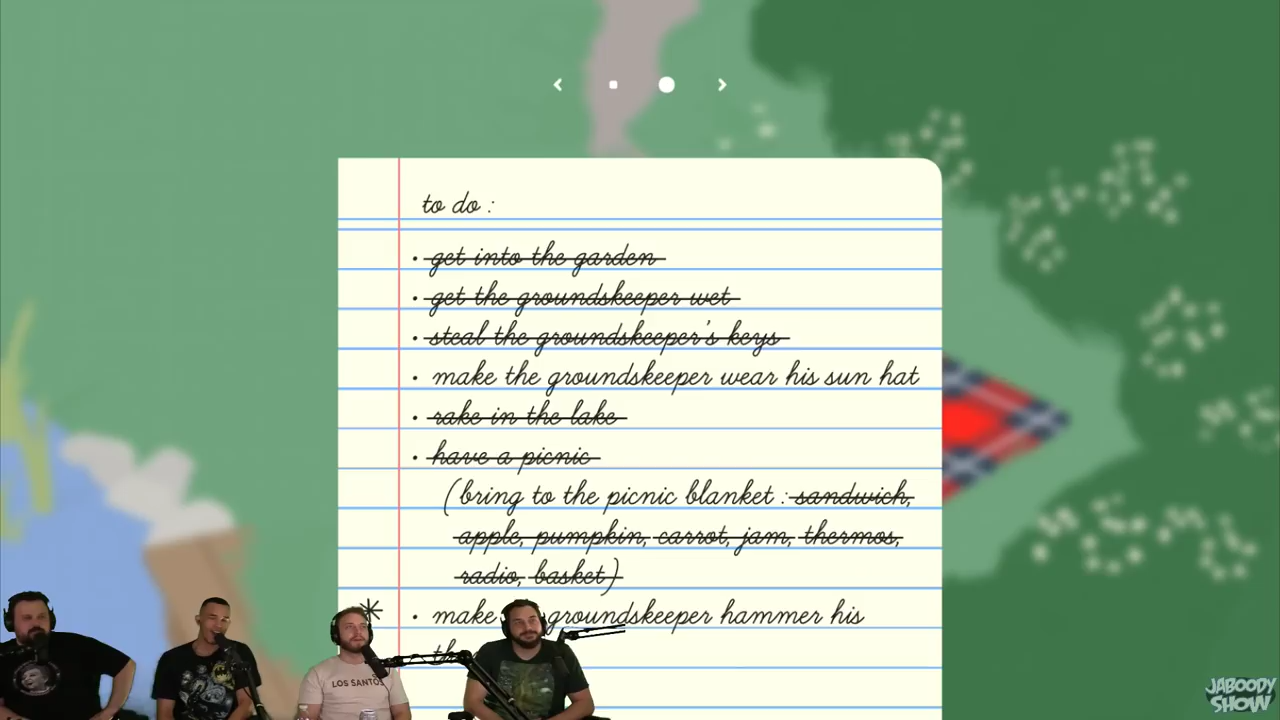 to do :
• get into the garden
• get the groundskeeper wet
• steal the groundskeeper's keys
• make the groundskeeper wear his sun hat
• rake in the lake
• have a picnic
(bring to the picnic blanket : sandwich,
apple, pumpkin, carrot, jam, thermos,
radio, basket)
* • make groundskeeper hammer his
LOS SANTOS
JABOODY
SHOW